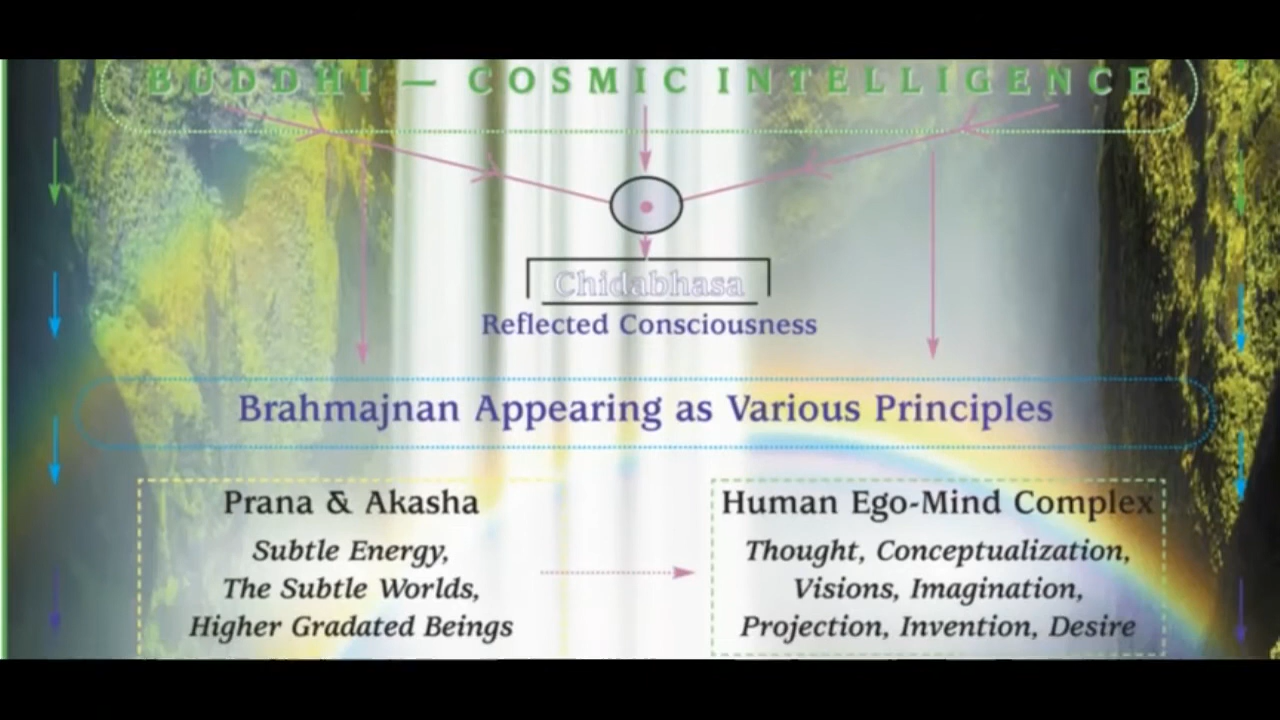 BUDDHI — COSMIC INTELLIGENCE
Chidabhasa
Reflected Consciousness
Brahmajnan Appearing as Various Principles
Prana & Akasha
Subtle Energy,
The Subtle Worlds,
Higher Gradated Beings
Human Ego-Mind Complex
Thought, Conceptualization,
Visions, Imagination,
Projection, Invention, Desire